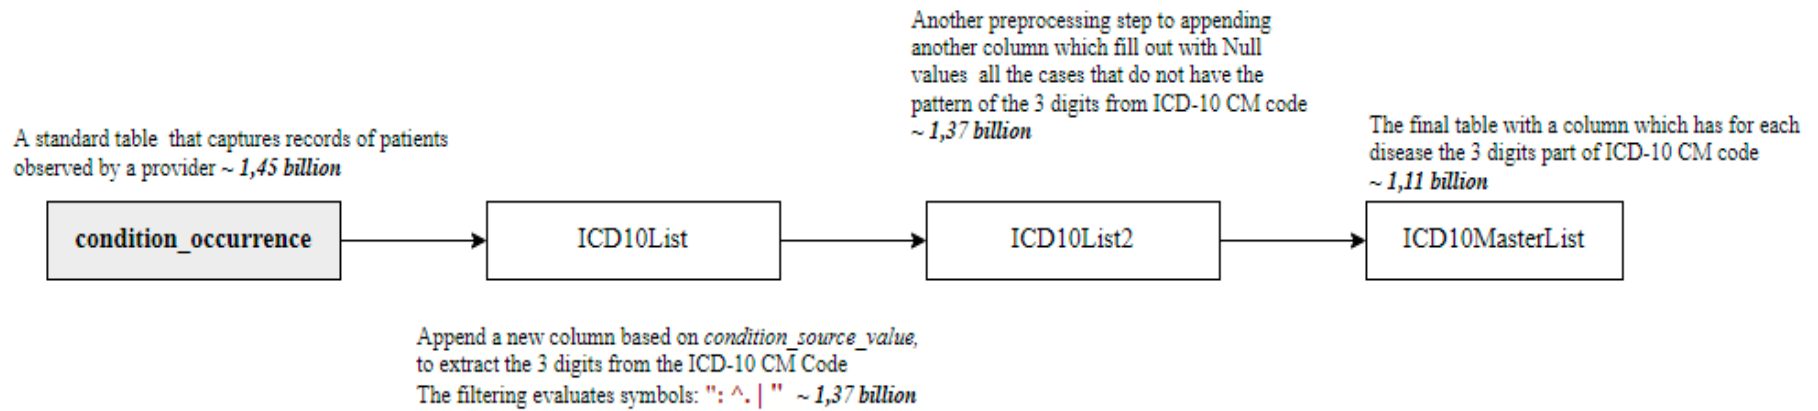 A standard table that captures records of patients
observed by a provider ~ 1,45 billion
condition_occurrence
ICD10List
Append a new column based on condition_source_value,
to extract the 3 digits from the ICD-10 CM Code
The filtering evaluates symbols: ": ^. | " ~ 1,37 billion
Another preprocessing step to appending
another column which fill out with Null
values all the cases that do not have the
pattern of the 3 digits from ICD-10 CM code
~ 1,37 billion
ICD10List2
The final table with a column which has for each
disease the 3 digits part of ICD-10 CM code
~ 1,11 billion
ICD10MasterList